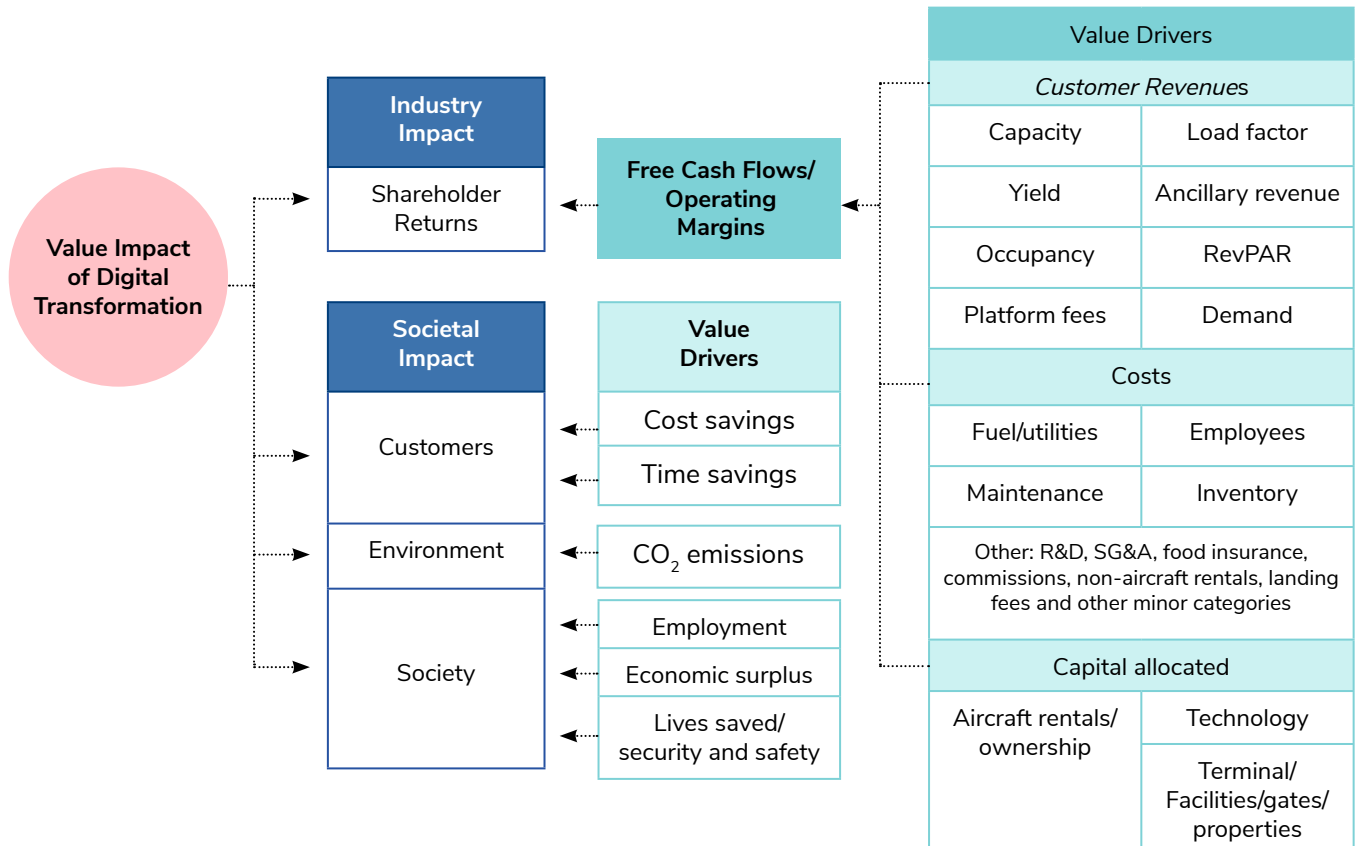 Value Impact
of Digital
Transformation
Industry
Impact
Shareholder
Returns
Free Cash Flows/
Operating
Margins
Societal
Impact
Customers
Environment
Society
Value
Drivers
Cost savings
Time savings
CO₂ emissions
Employment
Economic surplus
Lives saved/
security and safety
Value Drivers
Customer Revenues
Capacity
Load factor
Yield
Ancillary revenue
Occupancy
RevPAR
Platform fees
Demand
Costs
Fuel/utilities
Employees
Maintenance
Inventory
Other: R&D, SG&A, food insurance,
commissions, non-aircraft rentals, landing
fees and other minor categories
Capital allocated
Aircraft rentals/
ownership
Technology
Terminal/
Facilities/gates/
properties